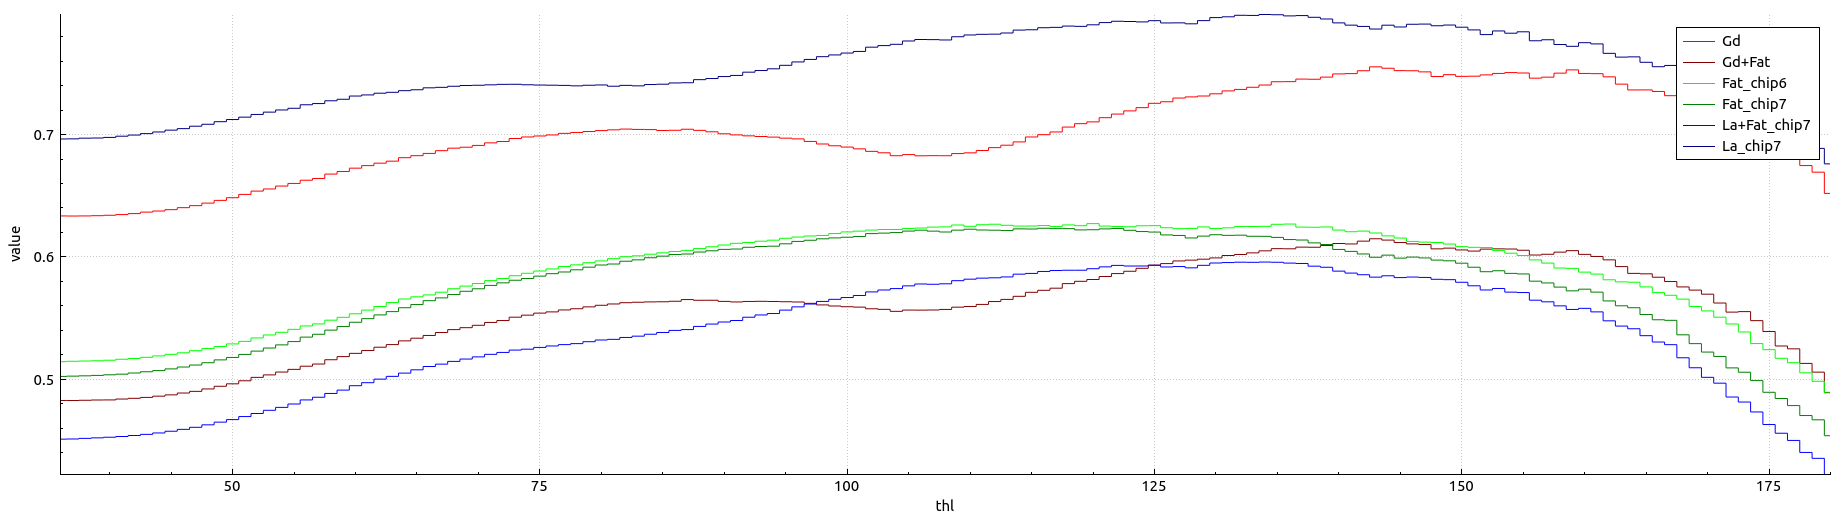 value
0.7
0.6
0.5
50
75
100
125
150
175
thl
Gd
Gd+Fat
Fat_chip6
Fat_chip7
La+Fat_chip7
La_chip7